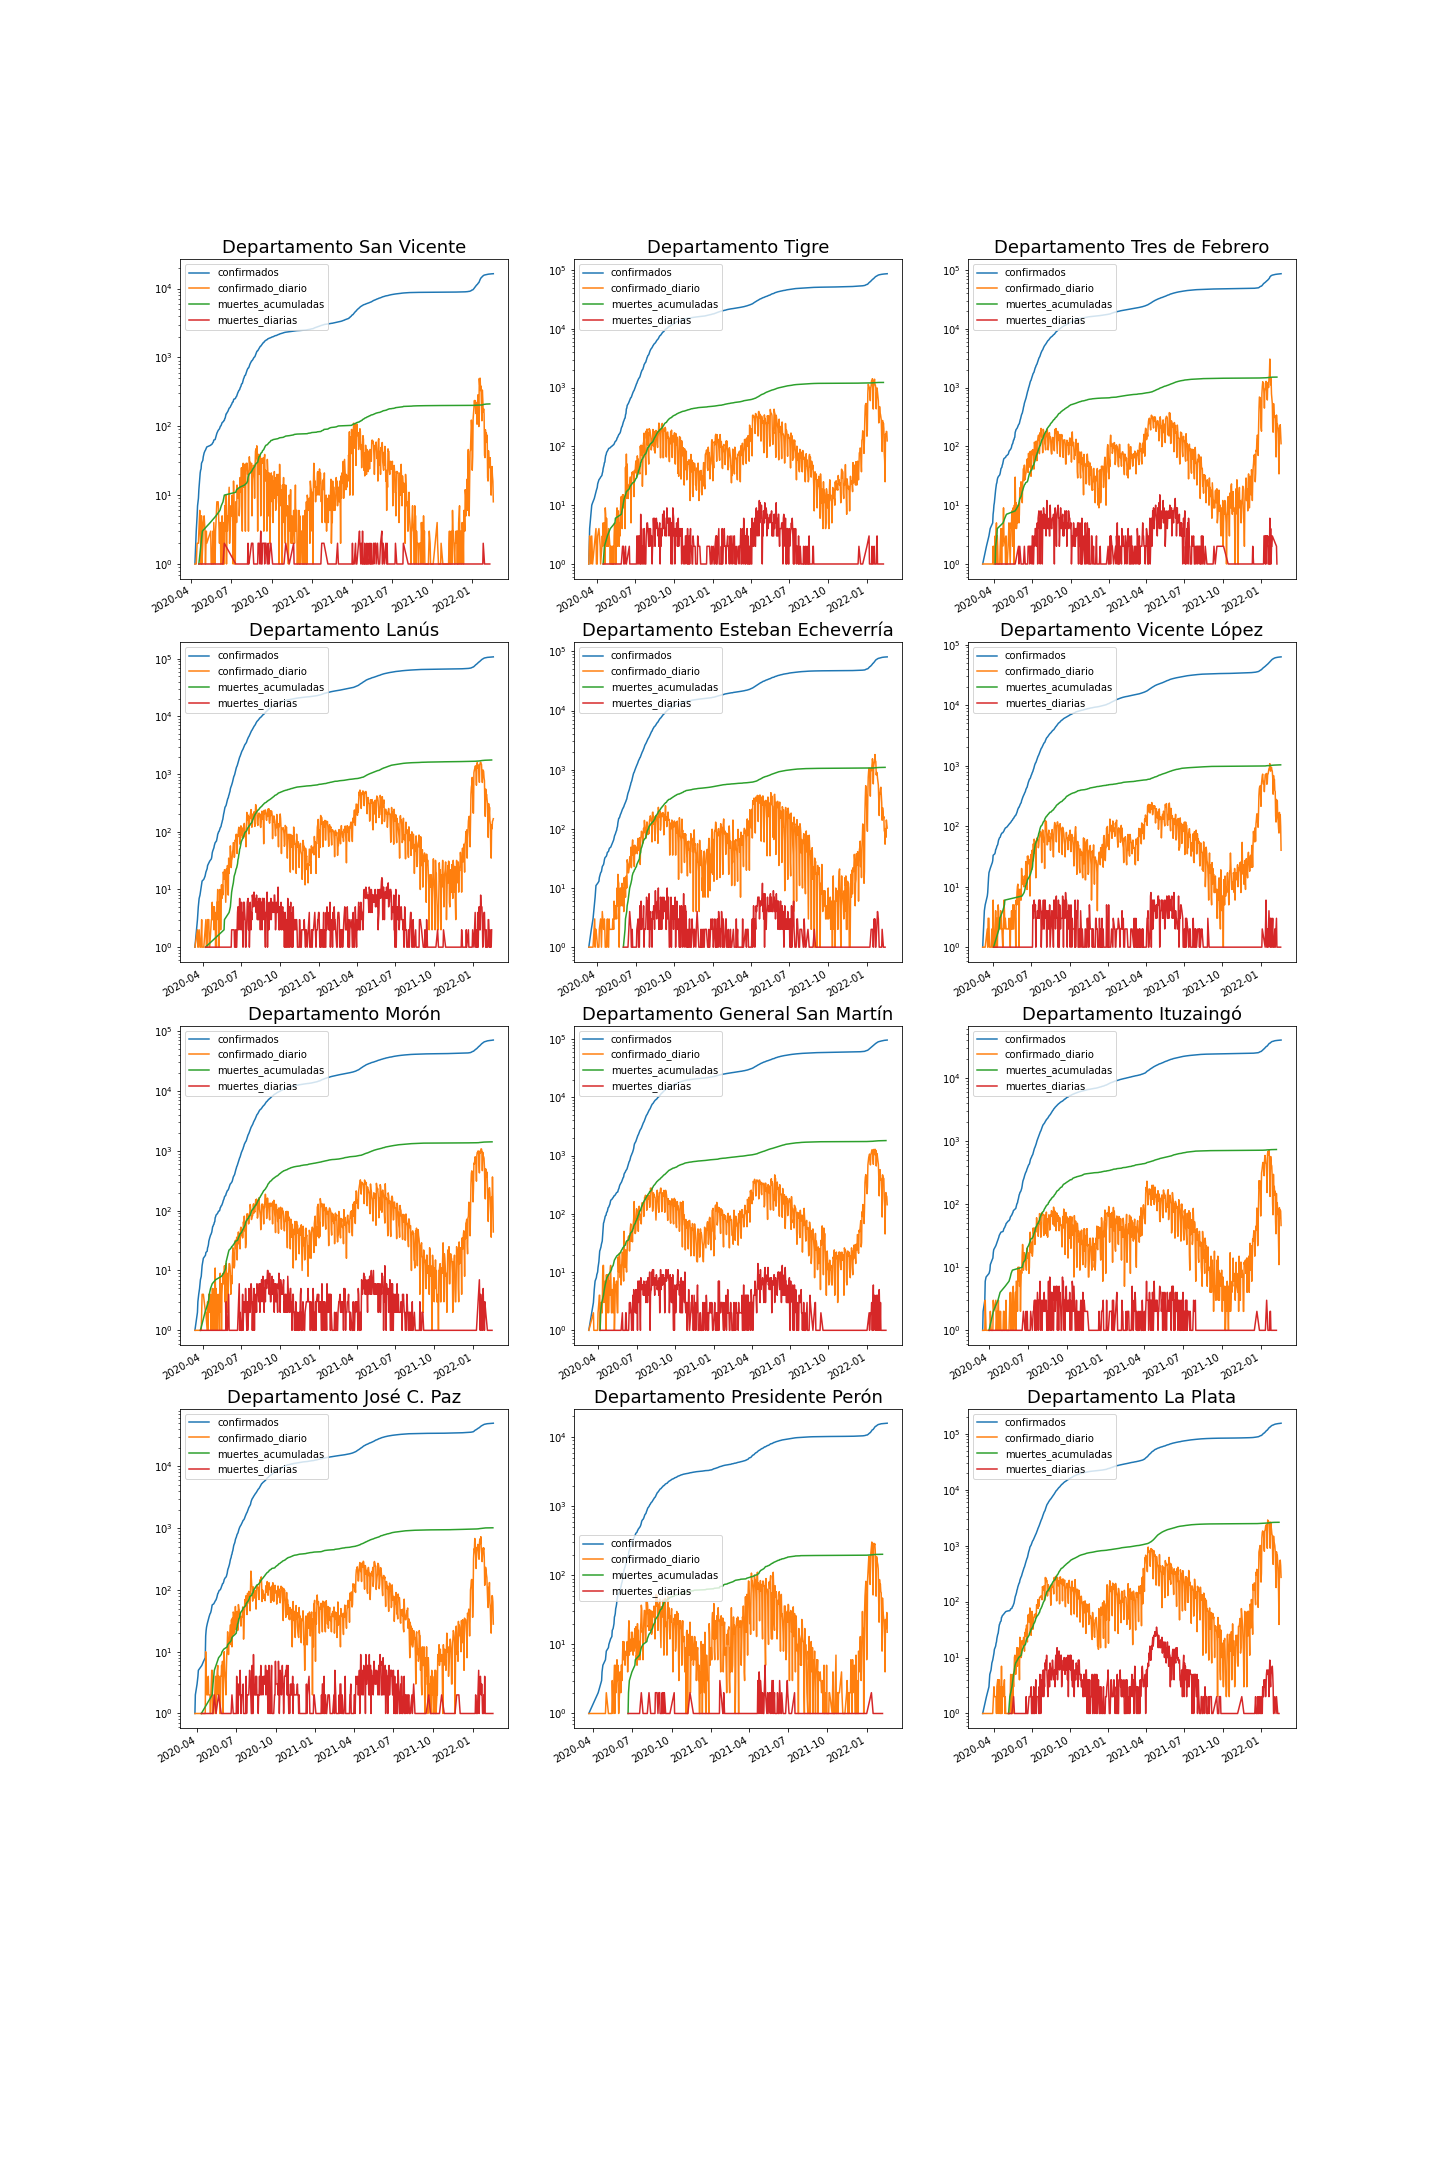 Departamento San Vicente
confirmados
confirmado_diario
muertes_acumuladas
muertes_diarias
10⁴
10³
10²
10¹
10⁰
2020-04 2020-07 2020-10 2021-01 2021-04 2021-07 2021-10 2022-01
Departamento Tigre
confirmados
confirmado_diario
muertes_acumuladas
muertes_diarias
10⁵
10⁴
10³
10²
10¹
10⁰
2020-04 2020-07 2020-10 2021-01 2021-04 2021-07 2021-10 2022-01
Departamento Tres de Febrero
confirmados
confirmado_diario
muertes_acumuladas
muertes_diarias
10⁵
10⁴
10³
10²
10¹
10⁰
2020-04 2020-07 2020-10 2021-01 2021-04 2021-07 2021-10 2022-01
Departamento Lanús
confirmados
confirmado_diario
muertes_acumuladas
muertes_diarias
10⁵
10⁴
10³
10²
10¹
10⁰
2020-04 2020-07 2020-10 2021-01 2021-04 2021-07 2021-10 2022-01
Departamento Esteban Echeverría
confirmados
confirmado_diario
muertes_acumuladas
muertes_diarias
10⁵
10⁴
10³
10²
10¹
10⁰
2020-04 2020-07 2020-10 2021-01 2021-04 2021-07 2021-10 2022-01
Departamento Vicente López
confirmados
confirmado_diario
muertes_acumuladas
muertes_diarias
10⁵
10⁴
10³
10²
10¹
10⁰
2020-04 2020-07 2020-10 2021-01 2021-04 2021-07 2021-10 2022-01
Departamento Morón
confirmados
confirmado_diario
muertes_acumuladas
muertes_diarias
10⁵
10⁴
10³
10²
10¹
10⁰
2020-04 2020-07 2020-10 2021-01 2021-04 2021-07 2021-10 2022-01
Departamento General San Martín
confirmados
confirmado_diario
muertes_acumuladas
muertes_diarias
10⁵
10⁴
10³
10²
10¹
10⁰
2020-04 2020-07 2020-10 2021-01 2021-04 2021-07 2021-10 2022-01
Departamento Ituzaingó
confirmados
confirmado_diario
muertes_acumuladas
muertes_diarias
10⁴
10³
10²
10¹
10⁰
2020-04 2020-07 2020-10 2021-01 2021-04 2021-07 2021-10 2022-01
Departamento José C. Paz
confirmados
confirmado_diario
muertes_acumuladas
muertes_diarias
10⁴
10³
10²
10¹
10⁰
2020-04 2020-07 2020-10 2021-01 2021-04 2021-07 2021-10 2022-01
Departamento Presidente Perón
confirmados
confirmado_diario
muertes_acumuladas
muertes_diarias
10⁴
10³
10²
10¹
10⁰
2020-04 2020-07 2020-10 2021-01 2021-04 2021-07 2021-10 2022-01
Departamento La Plata
confirmados
confirmado_diario
muertes_acumuladas
muertes_diarias
10⁵
10⁴
10³
10²
10¹
10⁰
2020-04 2020-07 2020-10 2021-01 2021-04 2021-07 2021-10 2022-01